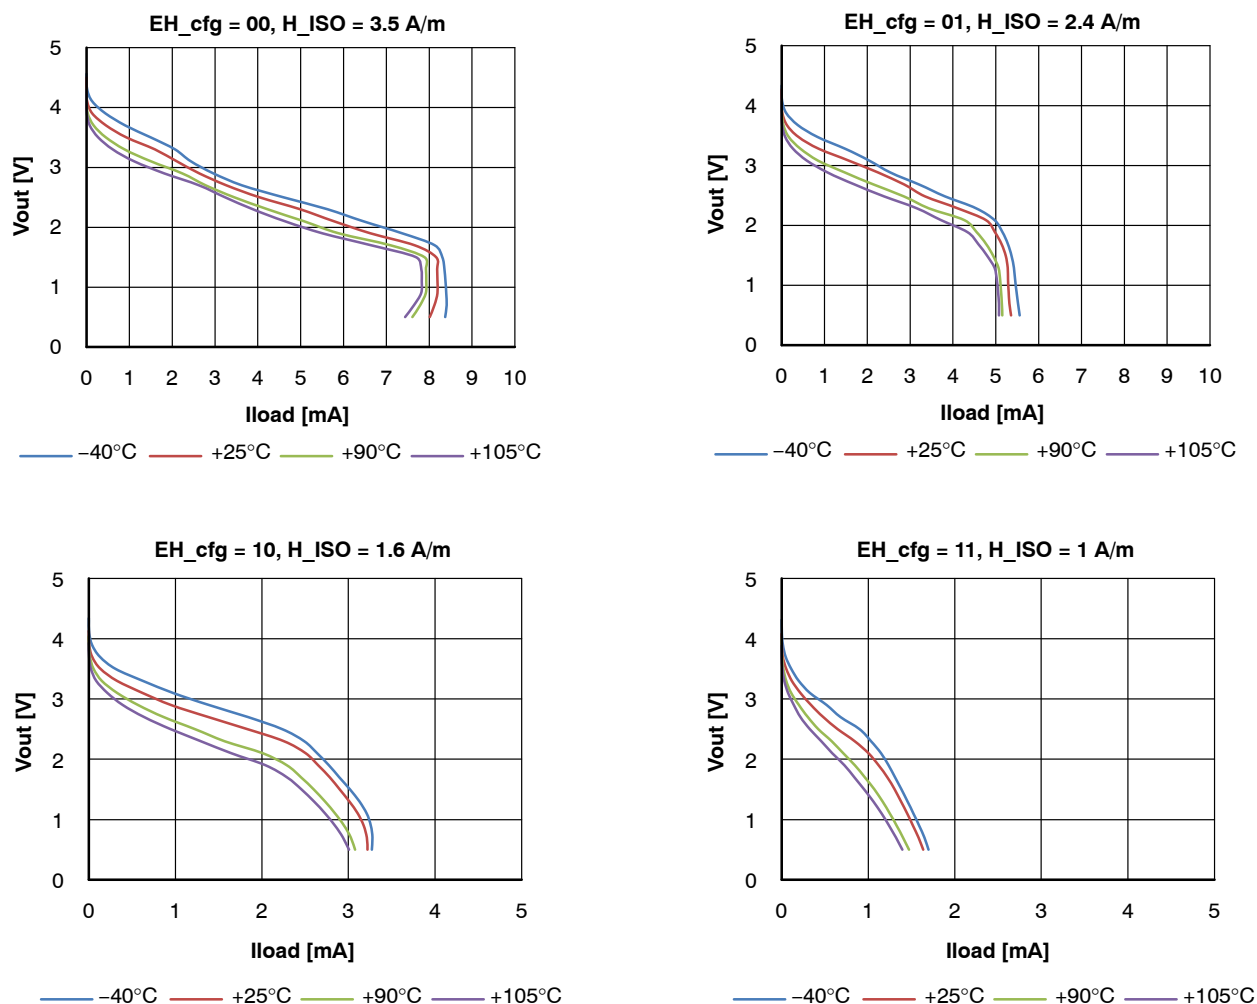 EH_cfg = 00, H_ISO = 3.5 A/m
5
4
3
2
1
0
Vout [V]
0 1 2 3 4 5 6 7 8 9 10
Iload [mA]
−40°C +25°C +90°C +105°C
EH_cfg = 01, H_ISO = 2.4 A/m
5
4
3
2
1
0
Vout [V]
0 1 2 3 4 5 6 7 8 9 10
Iload [mA]
−40°C +25°C +90°C +105°C
EH_cfg = 10, H_ISO = 1.6 A/m
5
4
3
2
1
0
Vout [V]
0 1 2 3 4 5
Iload [mA]
−40°C +25°C +90°C +105°C
EH_cfg = 11, H_ISO = 1 A/m
5
4
3
2
1
0
Vout [V]
0 1 2 3 4 5
Iload [mA]
−40°C +25°C +90°C +105°C